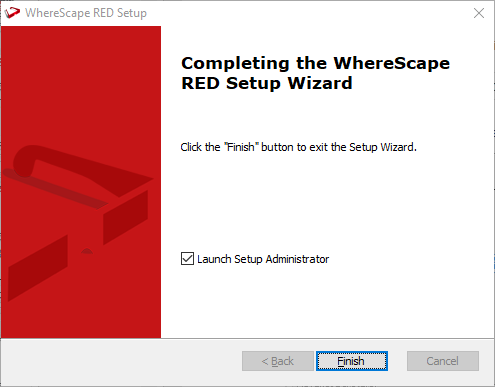 WhereScape RED Setup
Completing the WhereScape
RED Setup Wizard
Click the "Finish" button to exit the Setup Wizard.
Launch Setup Administrator
< Back
Finish
Cancel